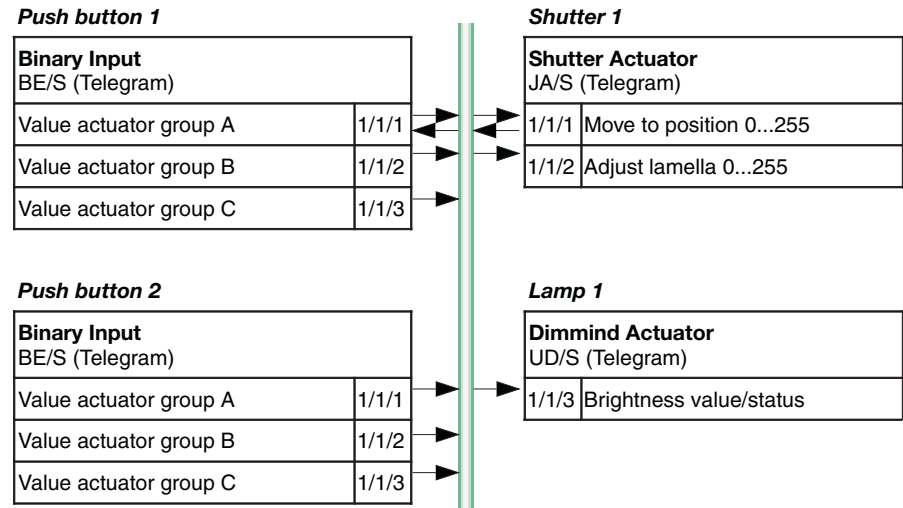 Push button 1
Binary Input
BE/S (Telegram)
Value actuator group A 1/1/1
Value actuator group B 1/1/2
Value actuator group C 1/1/3
Shutter 1
Shutter Actuator
JA/S (Telegram)
1/1/1 Move to position 0...255
1/1/2 Adjust lamella 0...255
Push button 2
Binary Input
BE/S (Telegram)
Value actuator group A 1/1/1
Value actuator group B 1/1/2
Value actuator group C 1/1/3
Lamp 1
Dimmind Actuator
UD/S (Telegram)
1/1/3 Brightness value/status